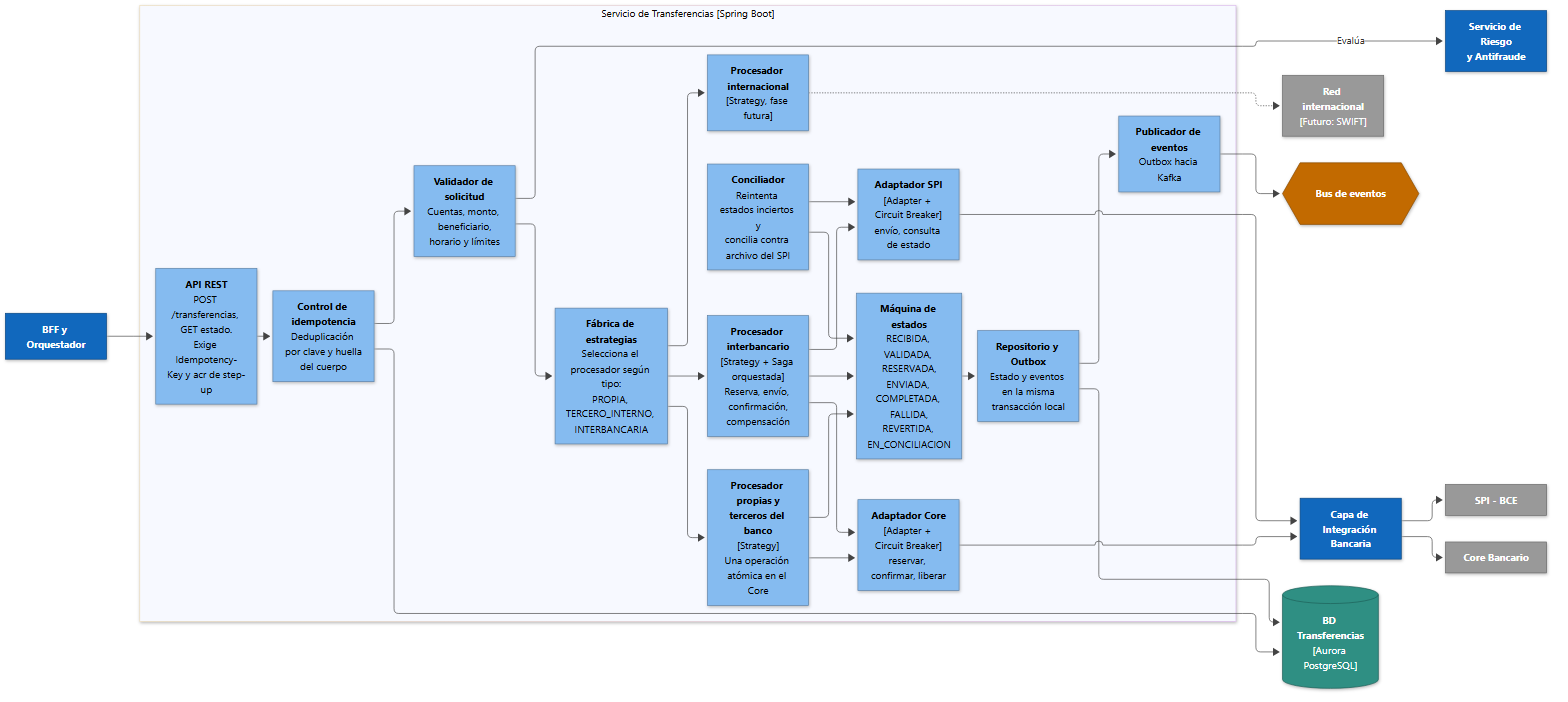 Servicio de Transferencias [Spring Boot]
BFF y
Orquestador
API REST
POST
/transferencias,
GET estado.
Exige
Idempotency-
Key y acr de step-
up
Control de
idempotencia
Deduplicación
por clave y huella
del cuerpo
Validador de
solicitud
Cuentas, monto,
beneficiario,
horario y límites
Fábrica de
estrategias
Selecciona el
procesador según
tipo:
PROPIA,
TERCERO_INTERNO,
INTERBANCARIA
Procesador
internacional
[Strategy, fase
futura]
Conciliador
Reintenta
estados inciertos
y
concilia contra
archivo del SPI
Procesador
interbancario
[Strategy + Saga
orquestada]
Reserva, envío,
confirmación,
compensación
Procesador
propias y
terceros del
banco
[Strategy]
Una operación
atómica en el
Core
Adaptador SPI
[Adapter +
Circuit Breaker]
envío, consulta
de estado
Máquina de
estados
RECIBIDA,
VALIDADA,
RESERVADA,
ENVIADA,
COMPLETADA,
FALLIDA,
REVERTIDA,
EN_CONCILIACION
Adaptador Core
[Adapter +
Circuit Breaker]
reservar,
confirmar, liberar
Repositorio y
Outbox
Estado y eventos
en la misma
transacción local
Publicador de
eventos
Outbox hacia
Kafka
Evalúa
Servicio de
Riesgo
y Antifraude
Red
internacional
[Futuro: SWIFT]
Bus de eventos
Capa de
Integración
Bancaria
SPI - BCE
Core Bancario
BD
Transferencias
[Aurora
PostgreSQL]